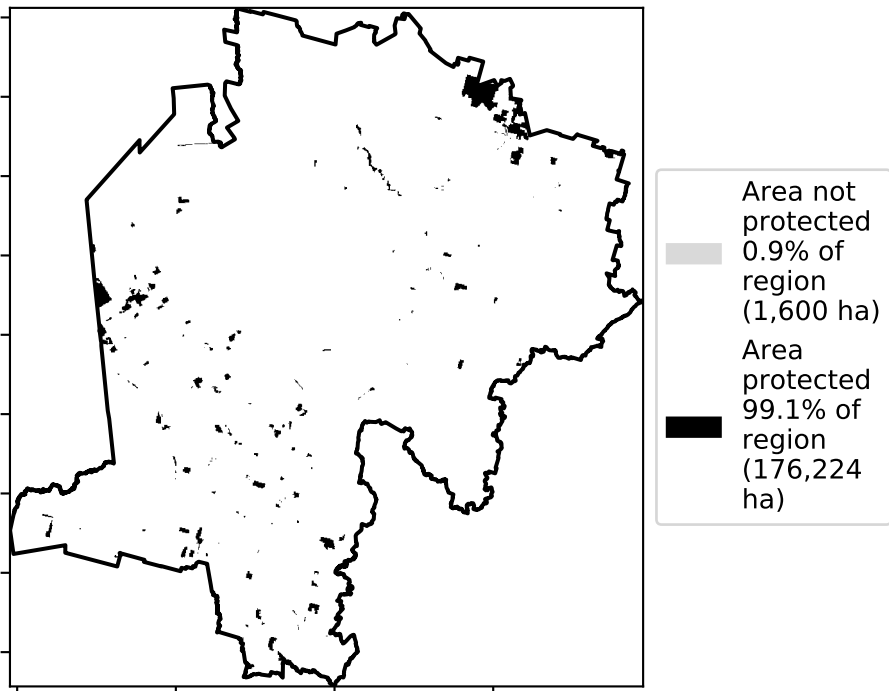 Area not
protected
0.9% of
region
(1,600 ha)
Area
protected
99.1% of
region
(176,224
ha)